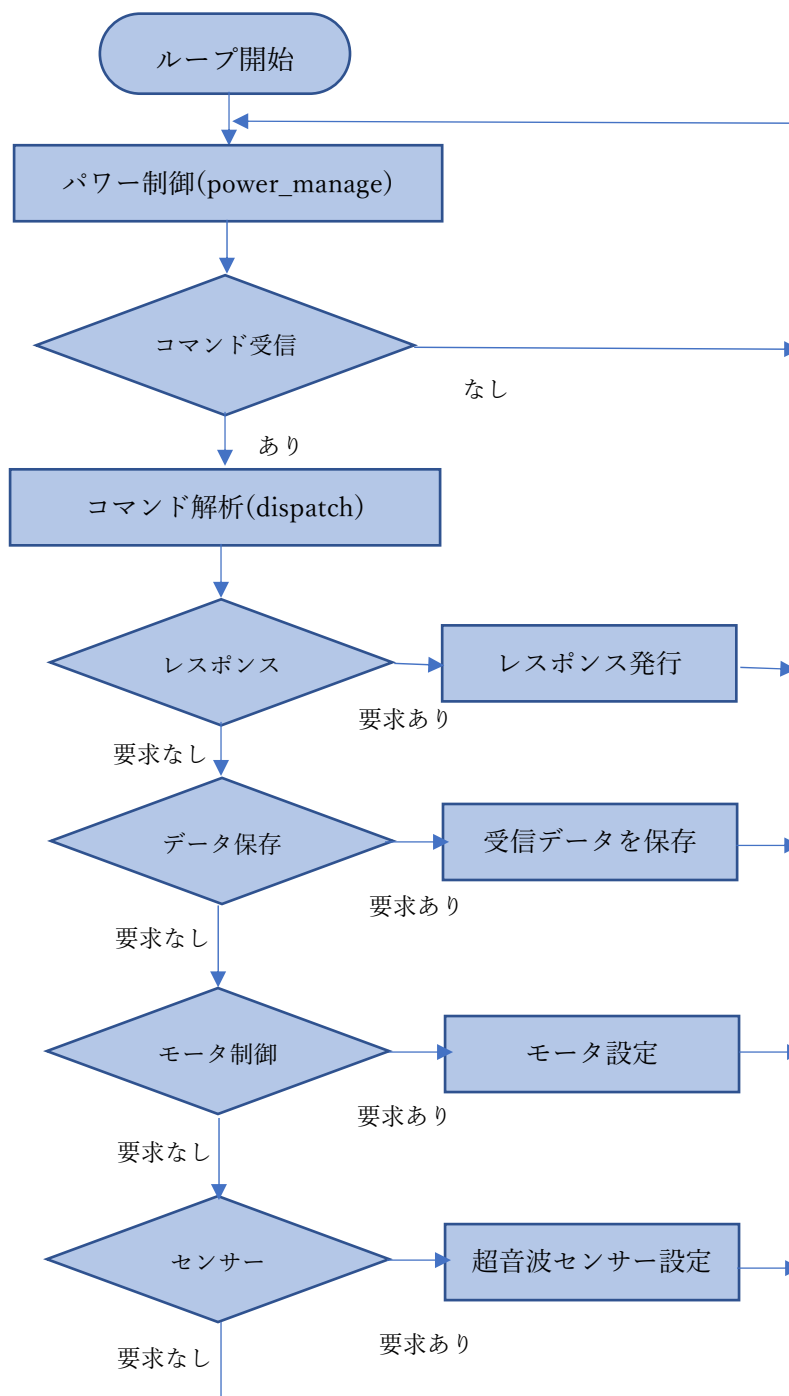 ループ開始
パワー制御(power_manage)
コマンド受信
なし
あり
コマンド解析(dispatch)
レスポンス
レスポンス発行
要求あり
要求なし
データ保存
受信データを保存
要求あり
要求なし
モータ制御
モータ設定
要求あり
要求なし
センサー
超音波センサー設定
要求あり
要求なし